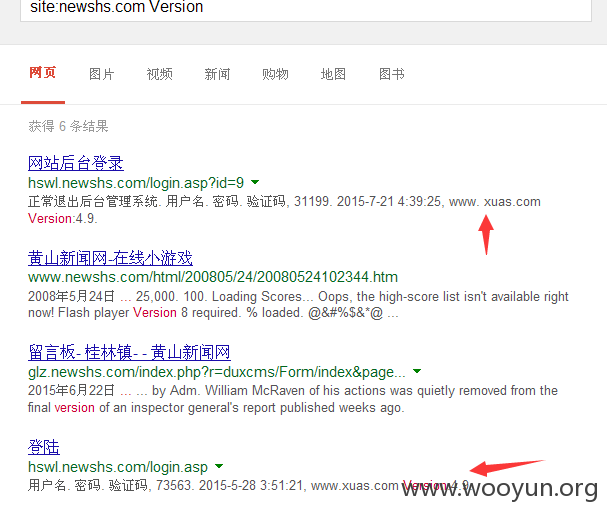 site:newshs.com Version
网页 图片 视频 新闻 购物 地图 图书
获得 6 条结果
网站后台登录
hswl.newshs.com/login.asp?id=9
正常退出后台管理系统. 用户名. 密码. 验证码, 31199. 2015-7-21 4:39:25, www. xuas.com
Version:4.9.
黄山新闻网-在线小游戏
www.newshs.com/html/200805/24/20080524102344.htm
2008年5月24日 ... 25,000. 100. Loading Scores... Oops, the high-score list isn't available right
now! Flash player Version 8 required. % loaded. @&#%$&*@ ...
留言板- 桂林镇- - 黄山新闻网
glz.newshs.com/index.php?r=duxcms/Form/index&page...
2015年6月22日 ... ... by Adm. William McRaven of his actions was quietly removed from the
final version of an inspector general's report published weeks ago.
登陆
hswl.newshs.com/login.asp
用户名. 密码. 验证码, 73563. 2015-5-28 3:51:21, www.xuas.com Version:4.9.
www.wooyun.org